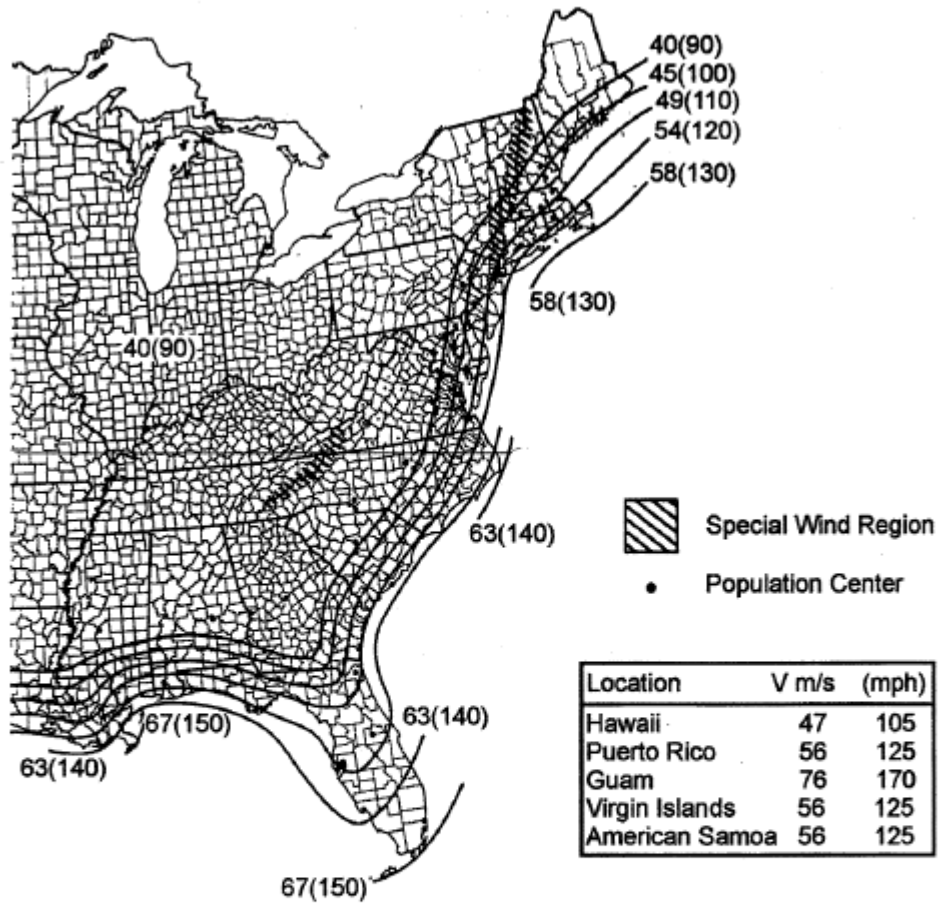 40(90)
45(100)
49(110)
54(120)
58(130)
58(130)
40(90)
63(140)
Special Wind Region
Population Center
67(150)
63(140)
63(140)
67(150)
Location V m/s (mph)
Hawaii 47 105
Puerto Rico 56 125
Guam 76 170
Virgin Islands 56 125
American Samoa 56 125